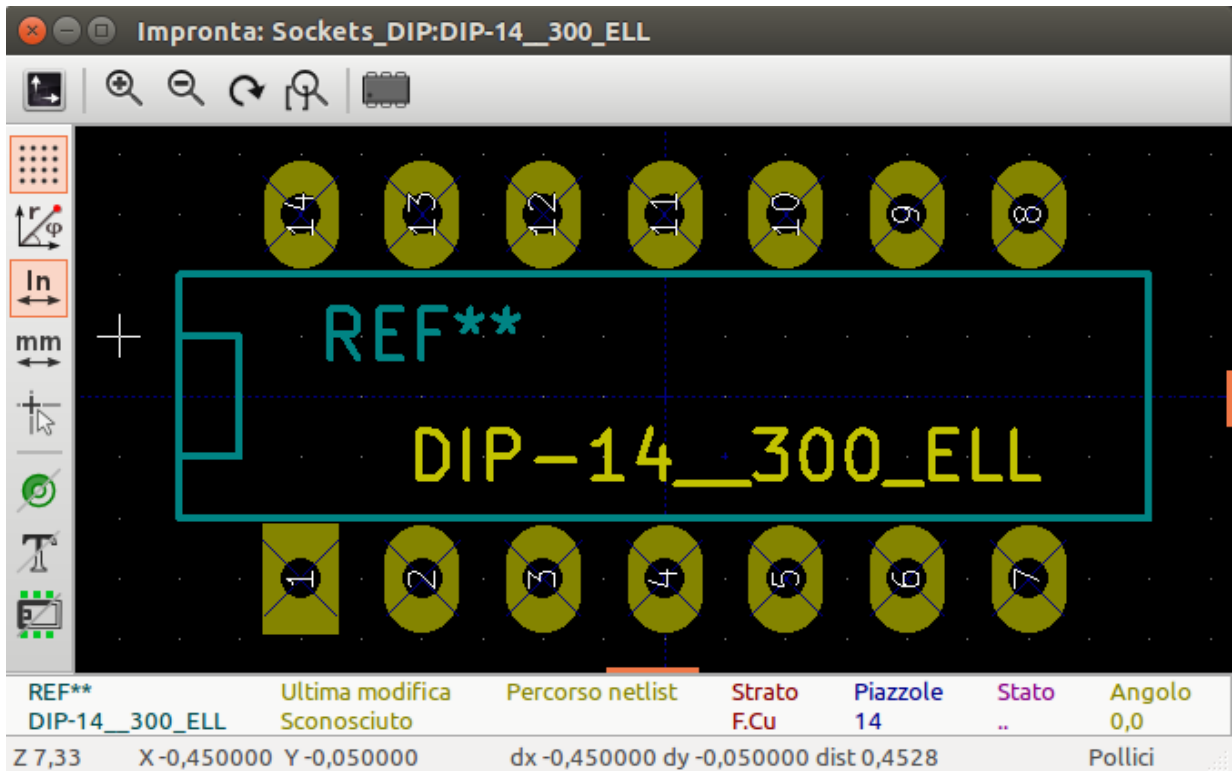 Impronta: Sockets_DIP:DIP-14__300_ELL
r
φ
In
mm
14 13 12 11 10 9 8
REF**
DIP-14__300_ELL
1 2 3 4 5 6 7
REF** Ultima modifica Percorso netlist Strato Piazzole Stato Angolo
DIP-14__300_ELL Sconosciuto F.Cu 14 .. 0,0
Z 7,33 X -0,450000 Y -0,050000 dx -0,450000 dy -0,050000 dist 0,4528 Pollici